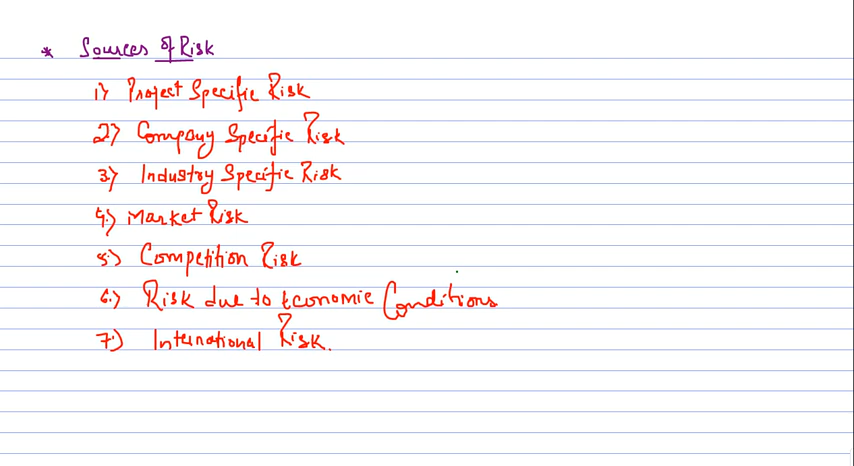 * Sources of Risk
1) Project Specific Risk
2) Company Specific Risk
3) Industry Specific Risk
4) Market Risk
5) Competition Risk
6) Risk due to Economic Conditions
7) International Risk.